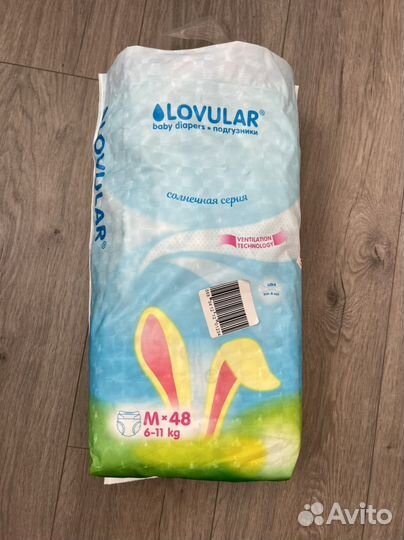 LOVULAR®
baby diapers • подгузники
LOVULAR®
солнечная серия
VENTILATION
TECHNOLOGY
M×48
6-11 kg
Avito